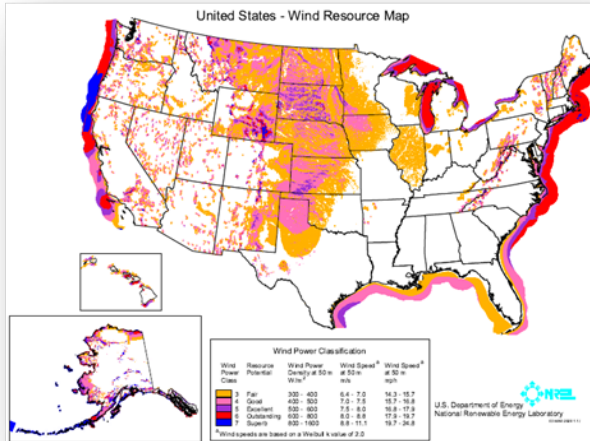 United States - Wind Resource Map
Wind Power Classification
Wind Power Class Resource Potential Wind Power Density at 50 m W/m² Wind Speedᵃ at 50 m m/s Wind Speedᵃ at 50 m mph
3 Fair 300 - 400 6.4 - 7.0 14.3 - 15.7
4 Good 400 - 500 7.0 - 7.5 15.7 - 16.8
5 Excellent 500 - 600 7.5 - 8.0 16.8 - 17.9
6 Outstanding 600 - 800 8.0 - 8.8 17.9 - 19.7
7 Superb 800 - 1600 8.8 - 11.1 19.7 - 24.8
ᵃ Wind speeds are based on a Weibull k value of 2.0
NREL
U.S. Department of Energy
National Renewable Energy Laboratory